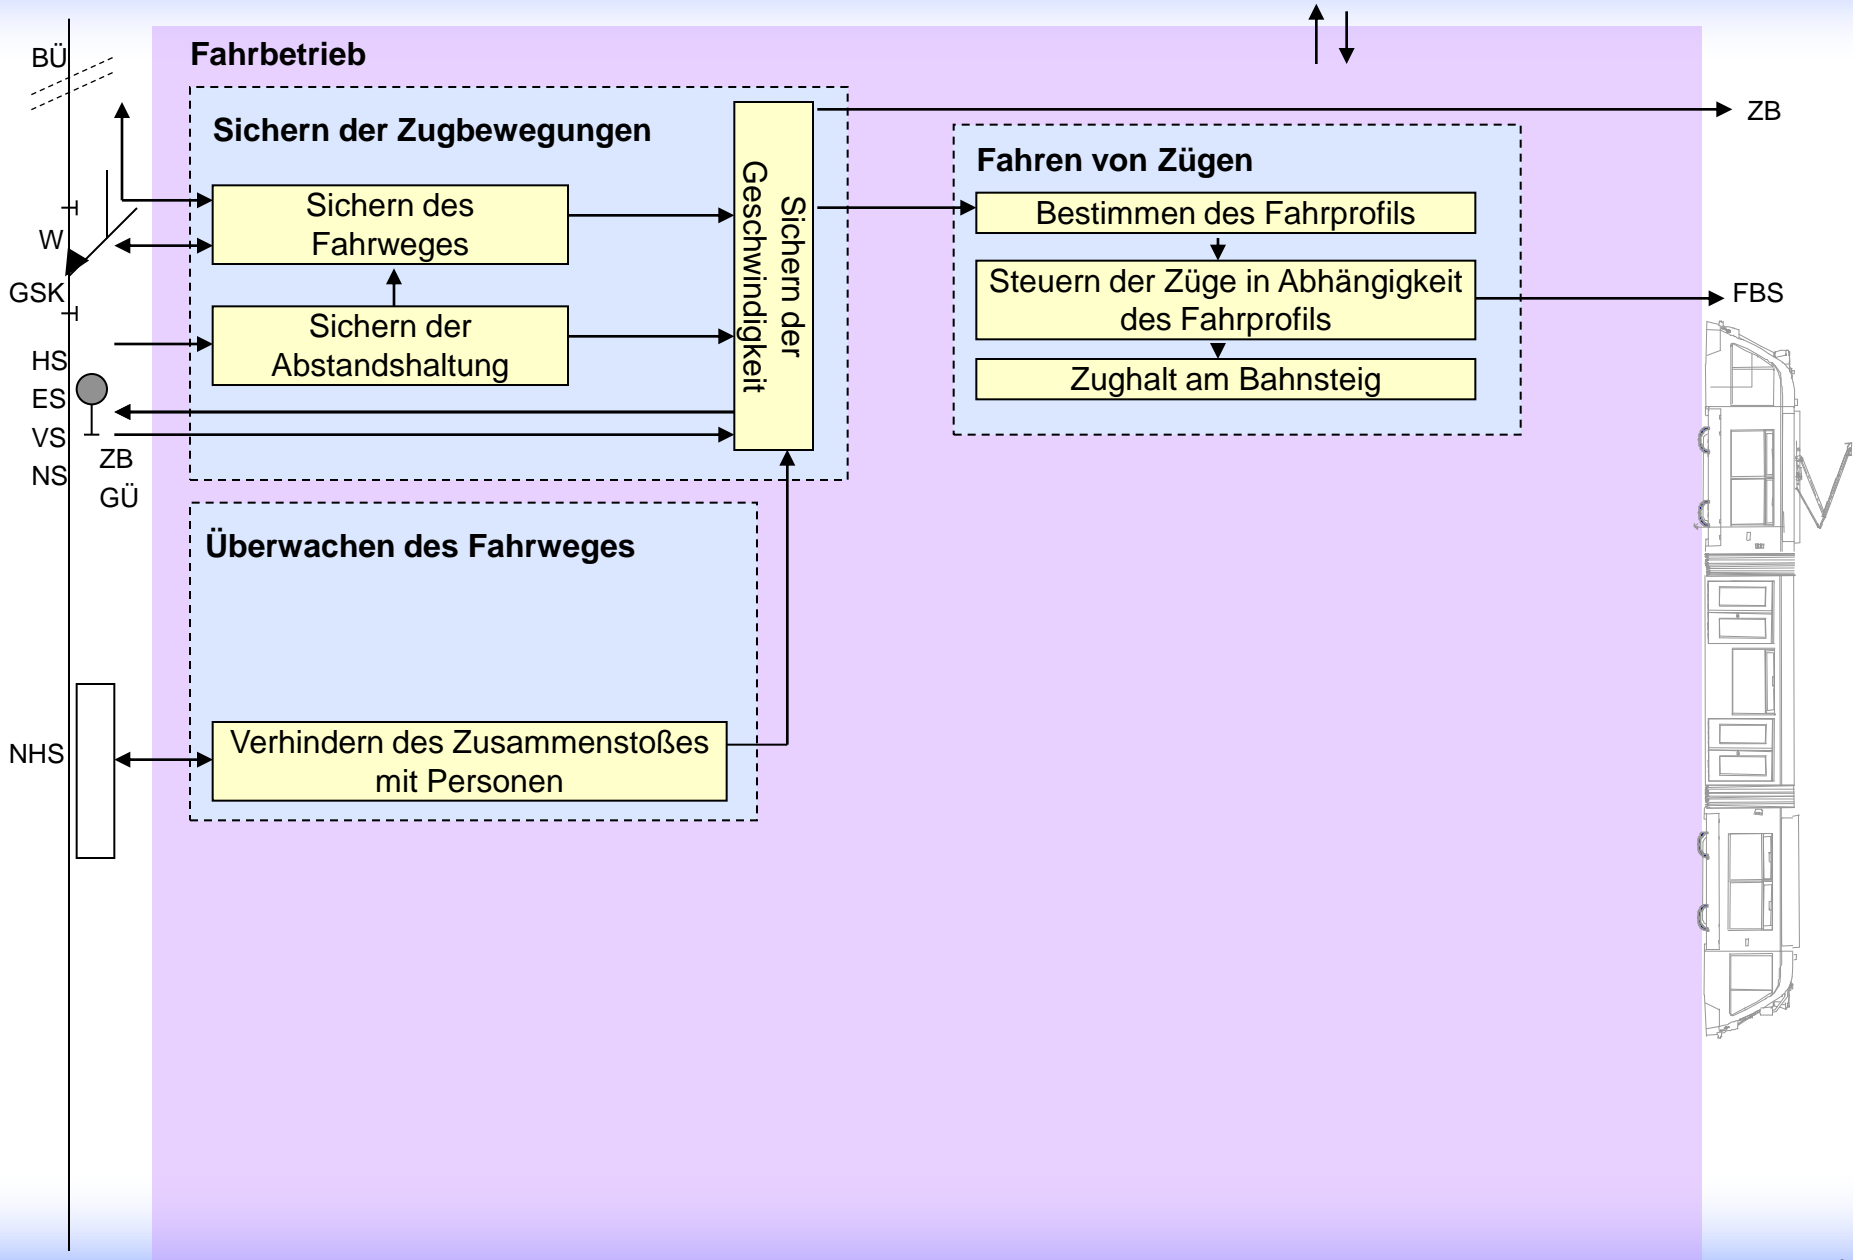 BÜ
W
GSK
HS
ES
VS
NS
ZB
GÜ
NHS
Fahrbetrieb
Sichern der Zugbewegungen
Sichern des
Fahrweges
Sichern der
Abstandshaltung
Sichern der
Geschwindigkeit
Überwachen des Fahrweges
Verhindern des Zusammenstoßes
mit Personen
Fahren von Zügen
Bestimmen des Fahrprofils
Steuern der Züge in Abhängigkeit
des Fahrprofils
Zughalt am Bahnsteig
ZB
FBS